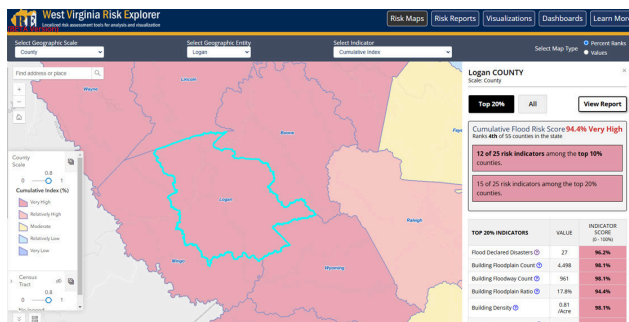 West Virginia Risk Explorer
Localized risk assessment tools for analysis and visualization
Risk Maps
Risk Reports
Visualizations
Dashboards
Learn More
Select Geographic Scale
County
Select Geographic Entity
Logan
Select Indicator
Cumulative Index
Select Map Type
Percent Ranks
Values
Find address or place
+
−
County
Scale
0.8
0
1
Cumulative Index (%)
Very High
Relatively High
Moderate
Relatively Low
Very Low
Census
Tract
0.8
0
1
Wayne
Lincoln
Boone
Logan
Mingo
Wyoming
Raleigh
Logan COUNTY
Scale: County
×
Top 20%
All
View Report
Cumulative Flood Risk Score 94.4% Very High
Ranks 4th of 55 counties in the state
12 of 25 risk indicators among the top 10%
counties.
15 of 25 risk indicators among the top 20%
counties.
TOP 20% INDICATORS VALUE INDICATOR SCORE (0 - 100%)
Flood Declared Disasters 27 96.2%
Building Floodplain Count 4,498 98.1%
Building Floodway Count 961 98.1%
Building Floodplain Ratio 17.8% 94.4%
Building Density 0.81 /Acre 98.1%